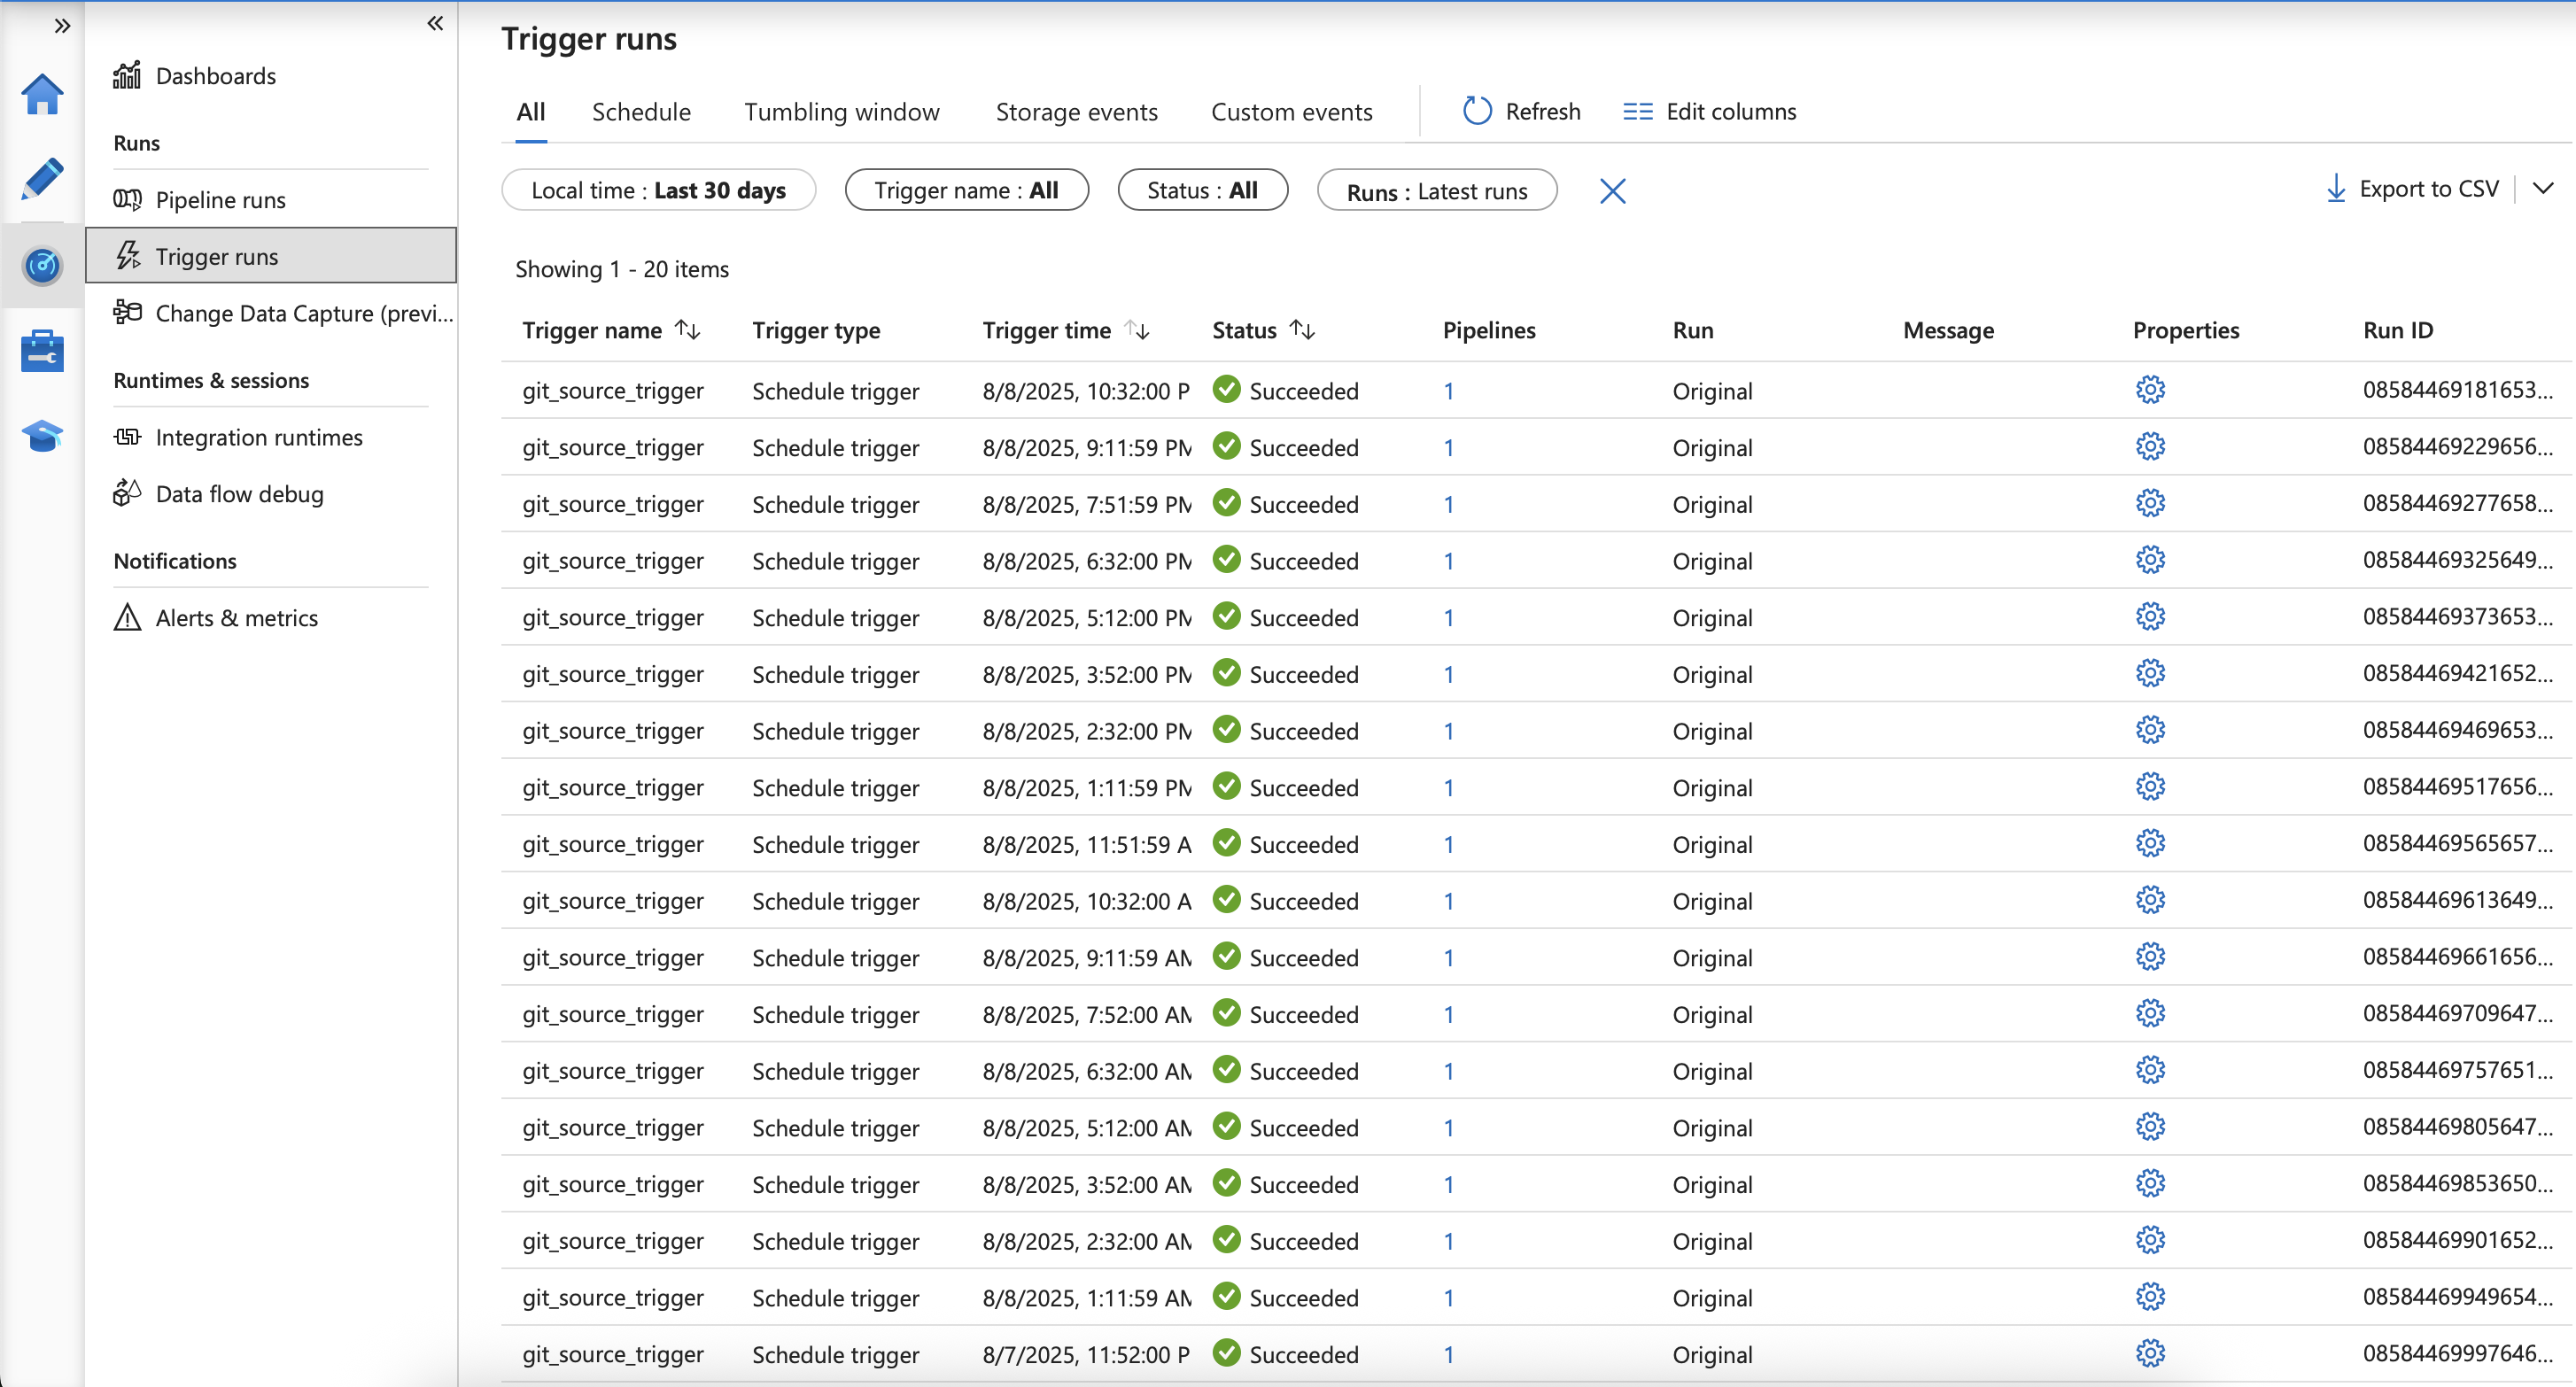 Dashboards
Runs
Pipeline runs
Trigger runs
Change Data Capture (previ...
Runtimes & sessions
Integration runtimes
Data flow debug
Notifications
Alerts & metrics
Trigger runs
All Schedule Tumbling window Storage events Custom events Refresh Edit columns
Local time : Last 30 days Trigger name : All Status : All Runs : Latest runs Export to CSV
Showing 1 - 20 items
Trigger name Trigger type Trigger time Status Pipelines Run Message Properties Run ID
git_source_trigger Schedule trigger 8/8/2025, 10:32:00 P Succeeded 1 Original 08584469181653...
git_source_trigger Schedule trigger 8/8/2025, 9:11:59 PM Succeeded 1 Original 08584469229656...
git_source_trigger Schedule trigger 8/8/2025, 7:51:59 PM Succeeded 1 Original 08584469277658...
git_source_trigger Schedule trigger 8/8/2025, 6:32:00 PM Succeeded 1 Original 08584469325649...
git_source_trigger Schedule trigger 8/8/2025, 5:12:00 PM Succeeded 1 Original 08584469373653...
git_source_trigger Schedule trigger 8/8/2025, 3:52:00 PM Succeeded 1 Original 08584469421652...
git_source_trigger Schedule trigger 8/8/2025, 2:32:00 PM Succeeded 1 Original 08584469469653...
git_source_trigger Schedule trigger 8/8/2025, 1:11:59 PM Succeeded 1 Original 08584469517656...
git_source_trigger Schedule trigger 8/8/2025, 11:51:59 A Succeeded 1 Original 08584469565657...
git_source_trigger Schedule trigger 8/8/2025, 10:32:00 A Succeeded 1 Original 08584469613649...
git_source_trigger Schedule trigger 8/8/2025, 9:11:59 AM Succeeded 1 Original 08584469661656...
git_source_trigger Schedule trigger 8/8/2025, 7:52:00 AM Succeeded 1 Original 08584469709647...
git_source_trigger Schedule trigger 8/8/2025, 6:32:00 AM Succeeded 1 Original 08584469757651...
git_source_trigger Schedule trigger 8/8/2025, 5:12:00 AM Succeeded 1 Original 08584469805647...
git_source_trigger Schedule trigger 8/8/2025, 3:52:00 AM Succeeded 1 Original 08584469853650...
git_source_trigger Schedule trigger 8/8/2025, 2:32:00 AM Succeeded 1 Original 08584469901652...
git_source_trigger Schedule trigger 8/8/2025, 1:11:59 AM Succeeded 1 Original 08584469949654...
git_source_trigger Schedule trigger 8/7/2025, 11:52:00 P Succeeded 1 Original 08584469997646...